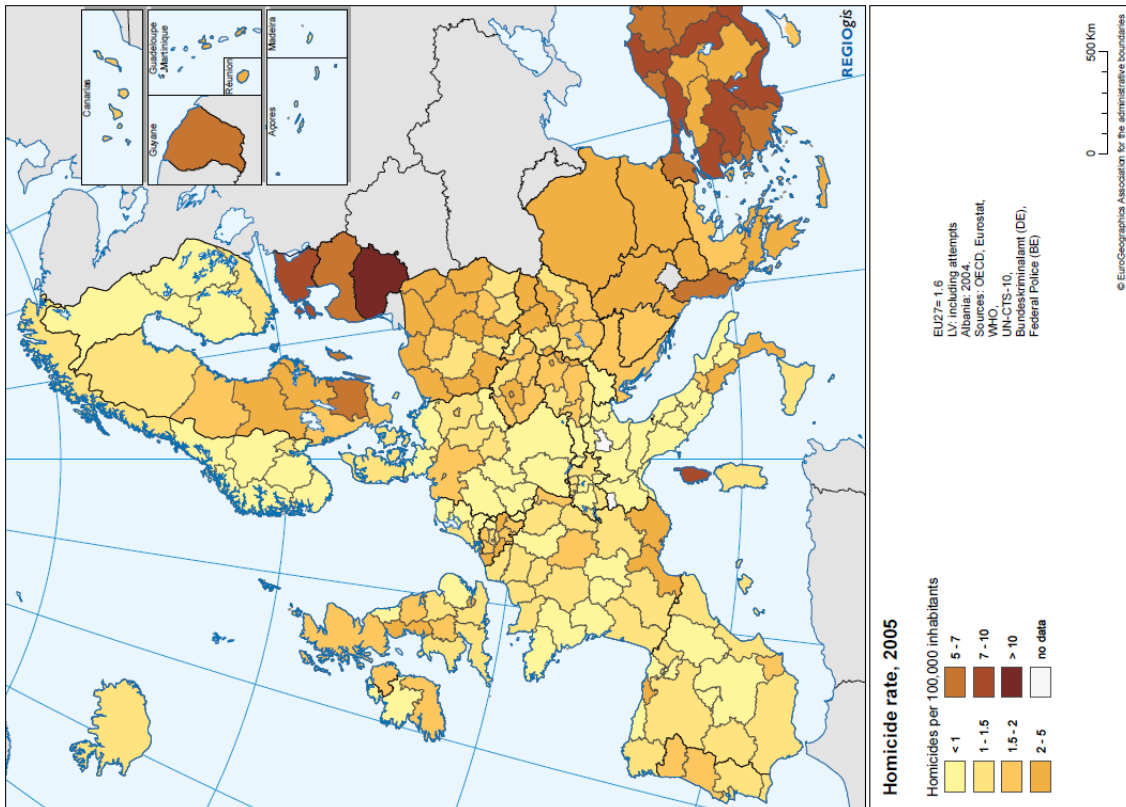 Canarias
Guyane
Guadeloupe
Martinique
Réunion
Açores
Madeira
REGIOgis
Homicide rate, 2005
Homicides per 100,000 inhabitants
< 1
1 - 1.5
1.5 - 2
2 - 5
5 - 7
7 - 10
> 10
no data
EU27= 1.6
LV: including attempts
Albania: 2004,
Sources: OECD, Eurostat,
WHO,
UN-CTS-10,
Bundeskriminalamt (DE),
Federal Police (BE)
0 500 Km
© EuroGeographics Association for the administrative boundaries